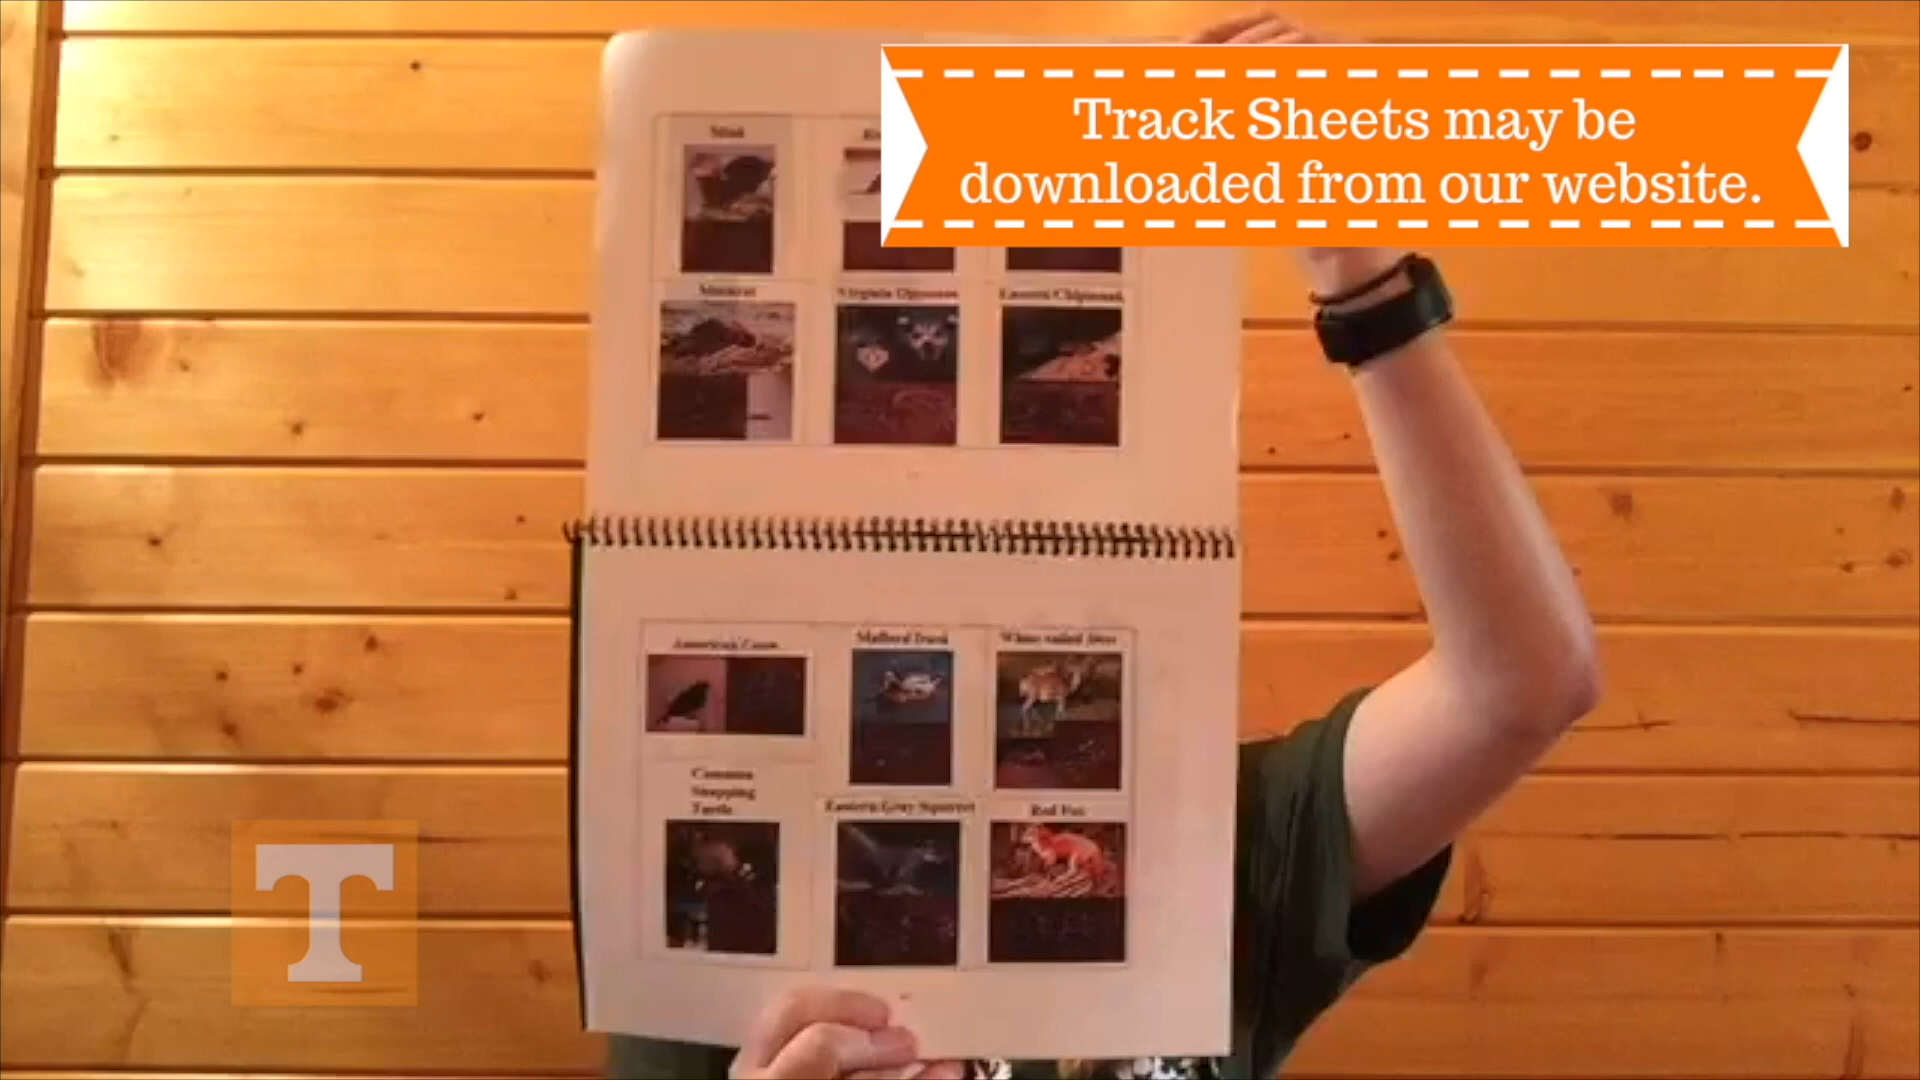 Track Sheets may be
downloaded from our website.
Mink
Muskrat
Virginia Opossum
Eastern Chipmunk
American Crow
Mallard Duck
White-tailed Deer
Common
Snapping
Turtle
Eastern Gray Squirrel
Red Fox
T